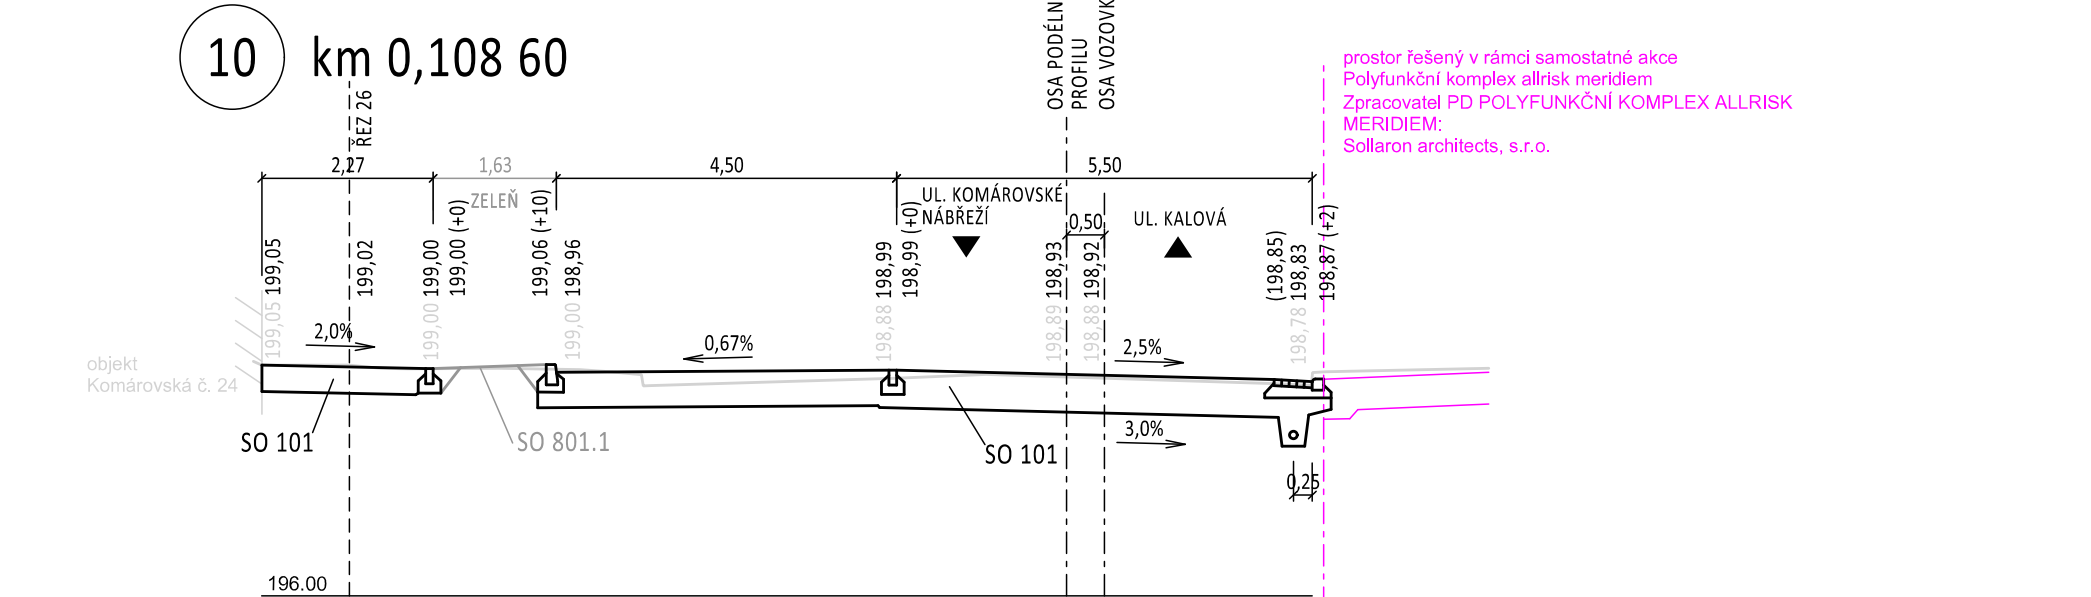 10 km 0,108 60
ŘEZ 26
OSA PODÉLN
PROFILU
OSA VOZOVK
prostor řešený v rámci samostatné akce
Polyfunkční komplex allrisk meridiem
Zpracovatel PD POLYFUNKČNÍ KOMPLEX ALLRISK
MERIDIEM:
Sollaron architects, s.r.o.
2,27
1,63
4,50
5,50
ZELEŇ
UL. KOMÁROVSKÉ
NÁBŘEŽÍ
0,50
UL. KALOVÁ
199,05
199,02
199,00
199,00 (+0)
199,06 (+10)
198,96
198,99
198,99 (+0)
198,93
198,92
(198,85)
198,83
198,87 (+2)
199,05
199,00
199,00
198,88
198,89
198,88
198,78
2,0%
0,67%
2,5%
objekt
Komárovská č. 24
SO 101
SO 801.1
SO 101
3,0%
0,25
196.00